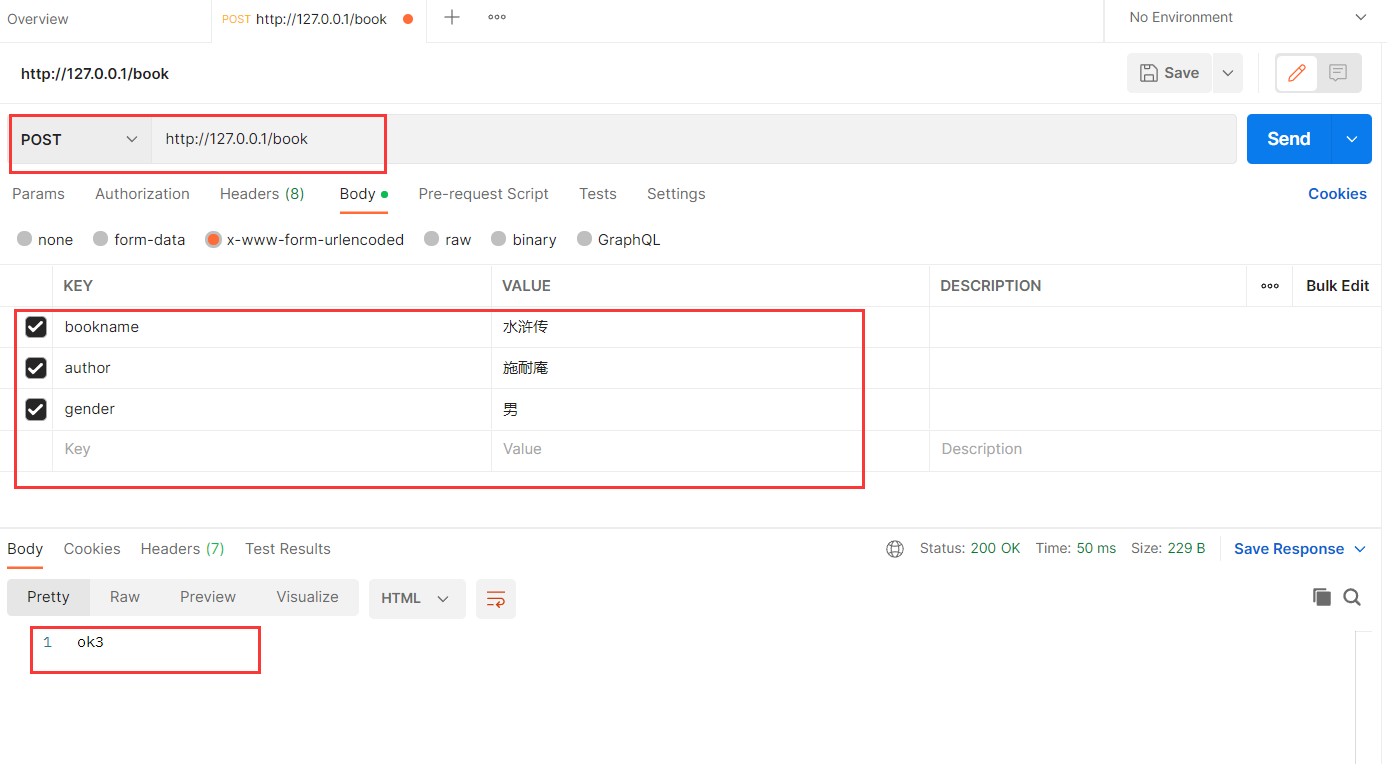 Overview
POST http://127.0.0.1/book
No Environment
http://127.0.0.1/book
Save
POST http://127.0.0.1/book
Send
Params Authorization Headers (8) Body Pre-request Script Tests Settings Cookies
none form-data x-www-form-urlencoded raw binary GraphQL
KEY VALUE DESCRIPTION Bulk Edit
bookname 水浒传
author 施耐庵
gender 男
Key Value Description
Body Cookies Headers (7) Test Results Status: 200 OK Time: 50 ms Size: 229 B Save Response
Pretty Raw Preview Visualize HTML
1 ok3